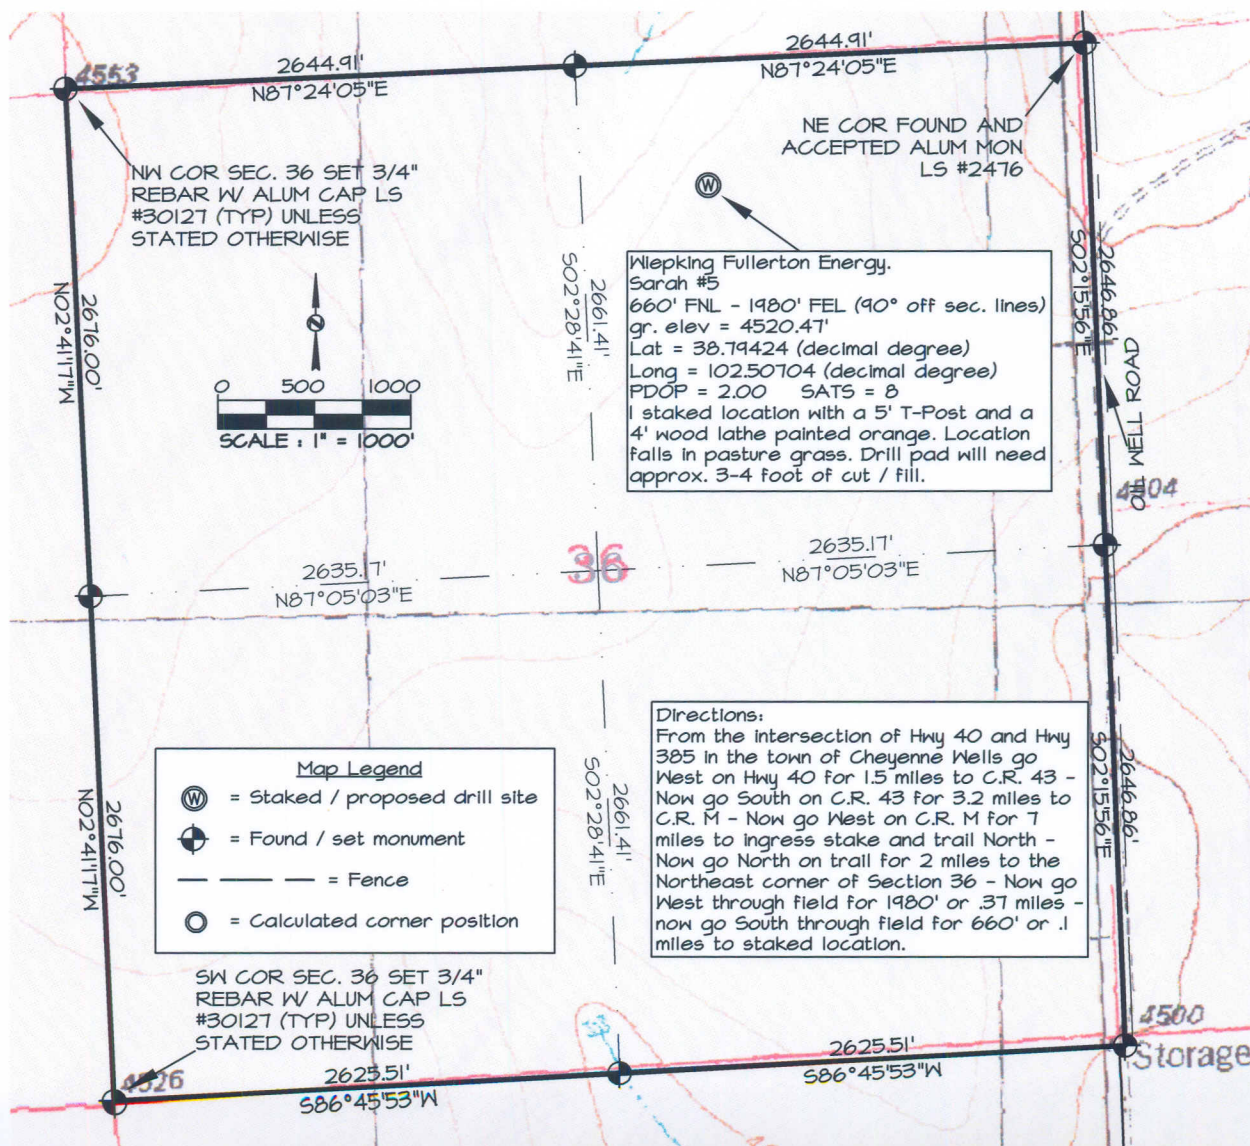 4553
2644.91'
N87°24'05"E
2644.91'
N87°24'05"E
NE COR FOUND AND
ACCEPTED ALUM MON
LS #2476
NW COR SEC. 36 SET 3/4"
REBAR W/ ALUM CAP LS
#30127 (TYP) UNLESS
STATED OTHERWISE
W
2676.00'
N02°41'17"W
N
0 500 1000
SCALE : 1" = 1000'
2661.41'
S02°28'41"E
Wiepking Fullerton Energy.
Sarah #5
660' FNL - 1980' FEL (90° off sec. lines)
gr. elev = 4520.47'
Lat = 38.79424 (decimal degree)
Long = 102.50704 (decimal degree)
PDOP = 2.00 SATS = 8
I staked location with a 5' T-Post and a
4' wood lathe painted orange. Location
falls in pasture grass. Drill pad will need
approx. 3-4 foot of cut / fill.
2646.86'
S02°15'56"E
OIL WELL ROAD
4504
2635.17'
N87°05'03"E
36
36
2635.17'
N87°05'03"E
Directions:
From the intersection of Hwy 40 and Hwy
385 in the town of Cheyenne Wells go
West on Hwy 40 for 1.5 miles to C.R. 43 -
Now go South on C.R. 43 for 3.2 miles to
C.R. M - Now go West on C.R. M for 7
miles to ingress stake and trail North -
Now go North on trail for 2 miles to the
Northeast corner of Section 36 - Now go
West through field for 1980' or .37 miles -
now go South through field for 660' or .1
miles to staked location.
2676.00'
N02°41'17"W
Map Legend
W = Staked / proposed drill site
= Found / set monument
= Fence
= Calculated corner position
2661.41'
S02°28'41"E
2646.86'
S02°15'56"E
SW COR SEC. 36 SET 3/4"
REBAR W/ ALUM CAP LS
#30127 (TYP) UNLESS
STATED OTHERWISE
4526
2625.51'
S86°45'53"W
2625.51'
S86°45'53"W
4500
Storage